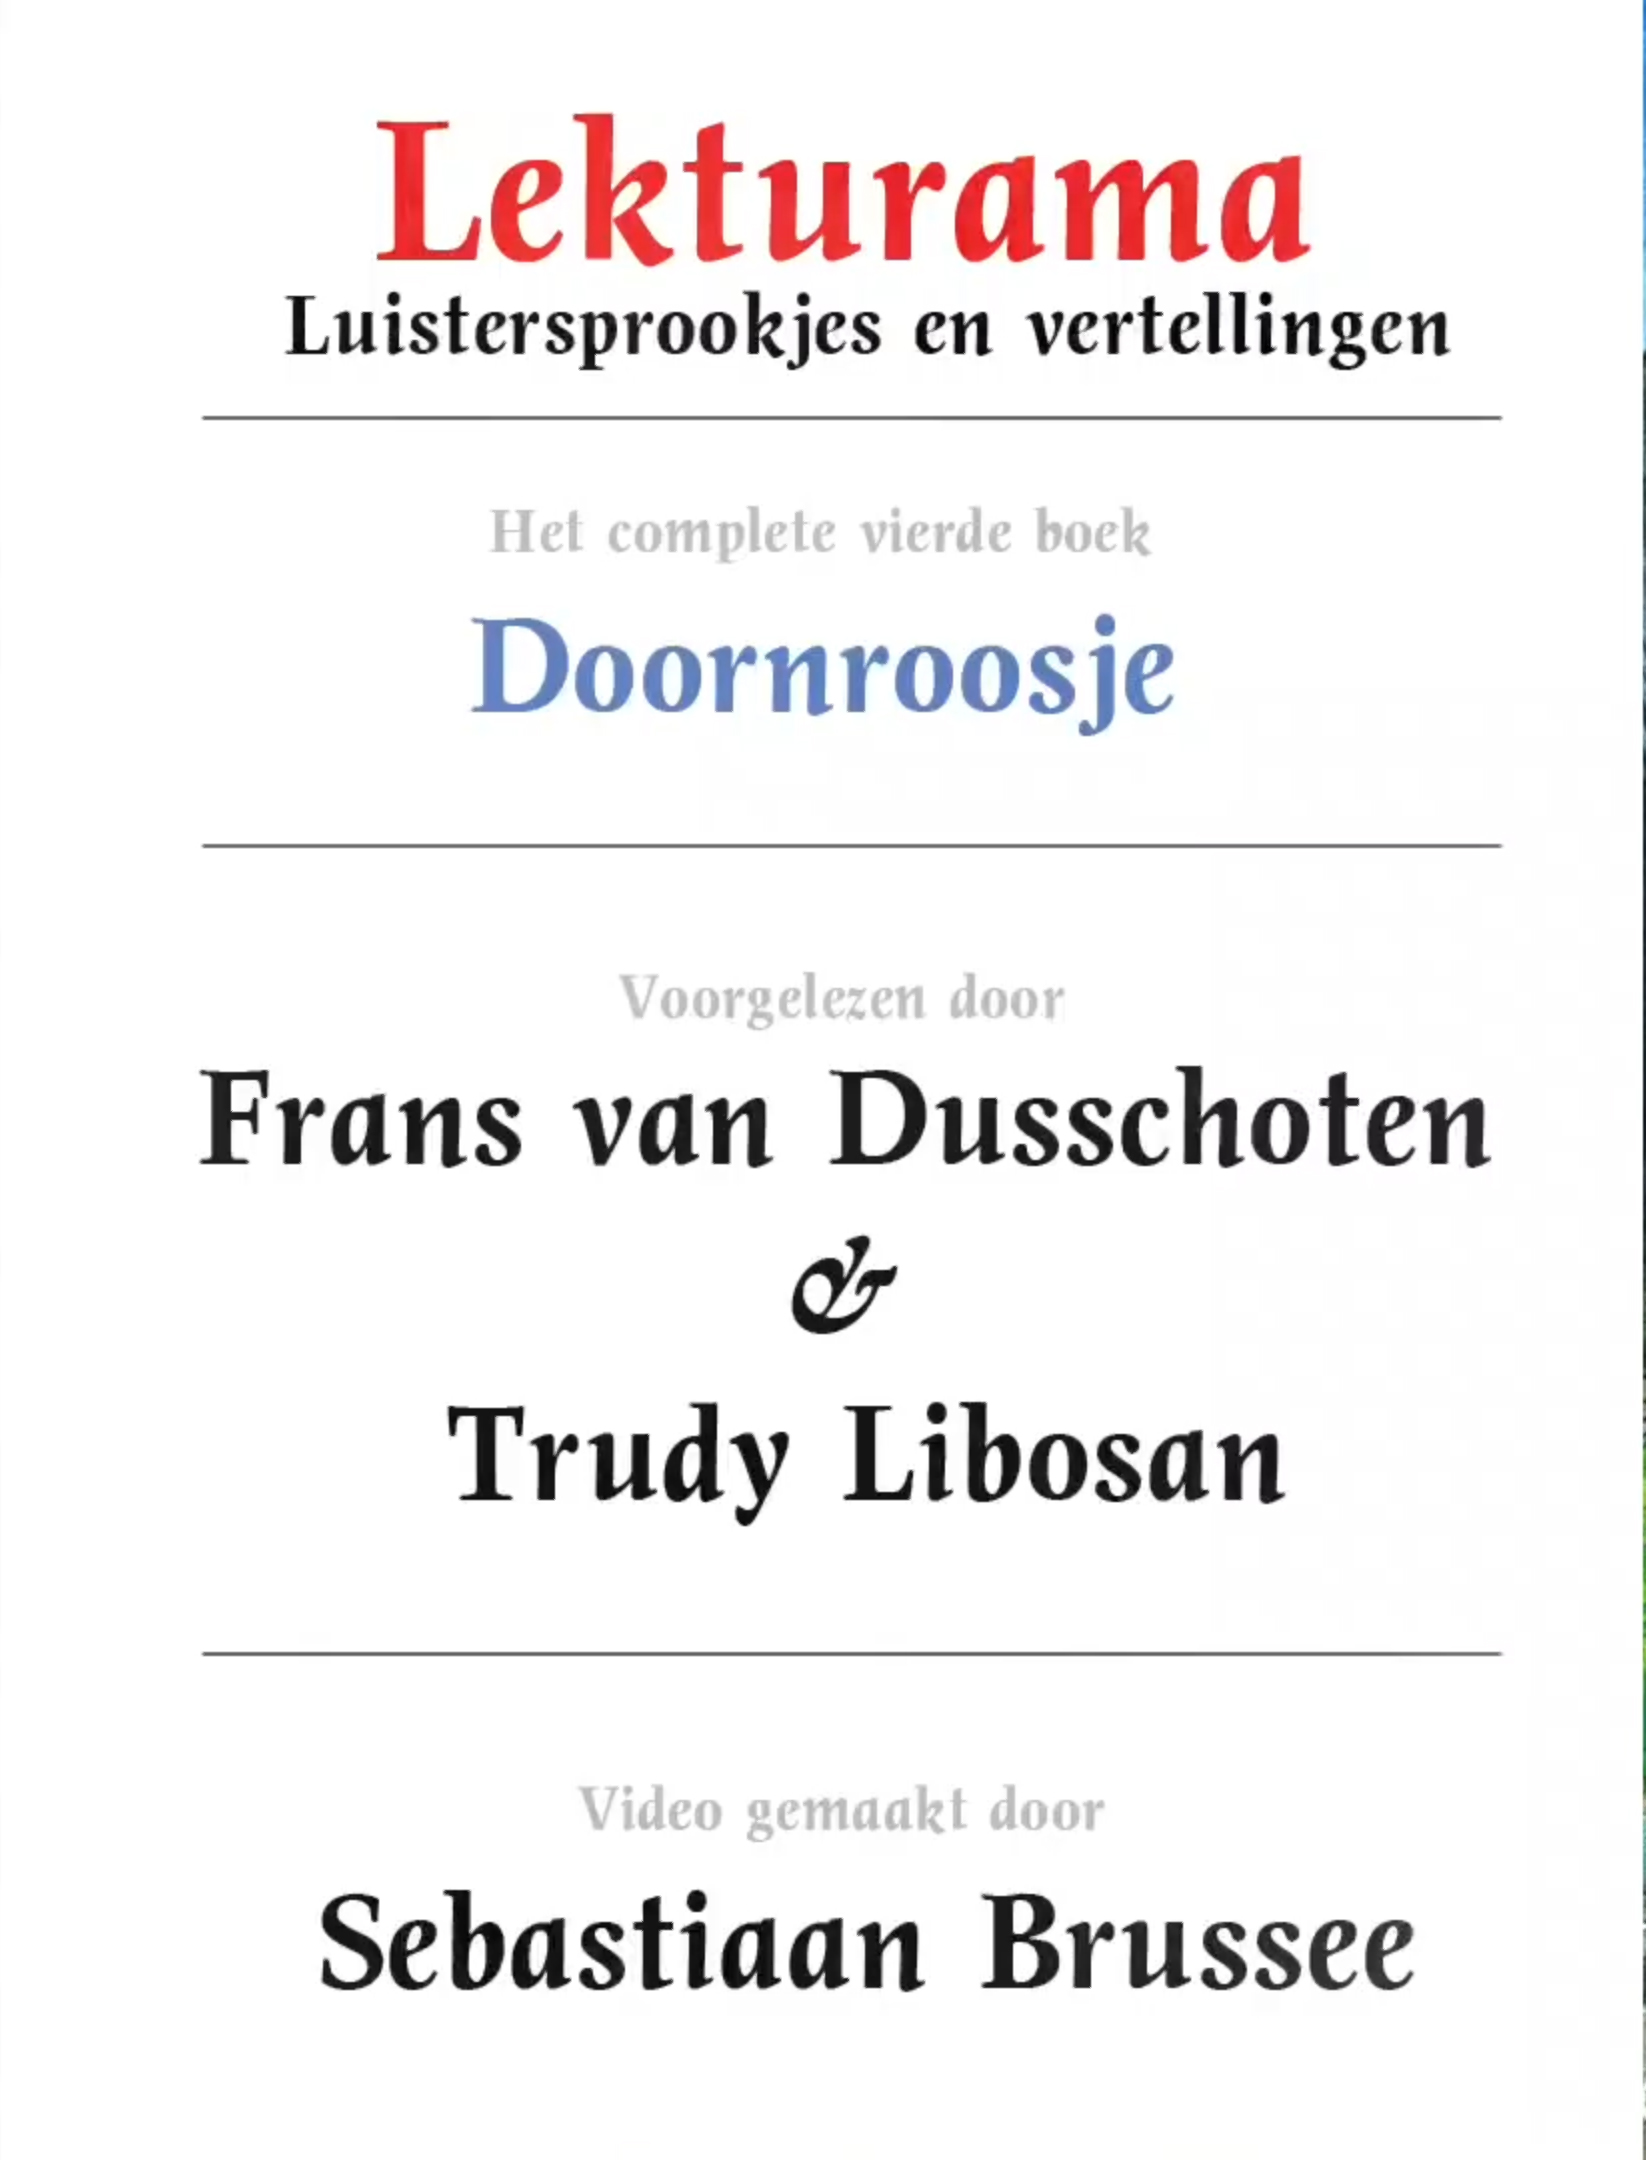 Lekturama
Luistersprookjes en vertellingen
Het complete vierde boek
Doornroosje
Voorgelezen door
Frans van Dusschoten
&
Trudy Libosan
Video gemaakt door
Sebastiaan Brussee